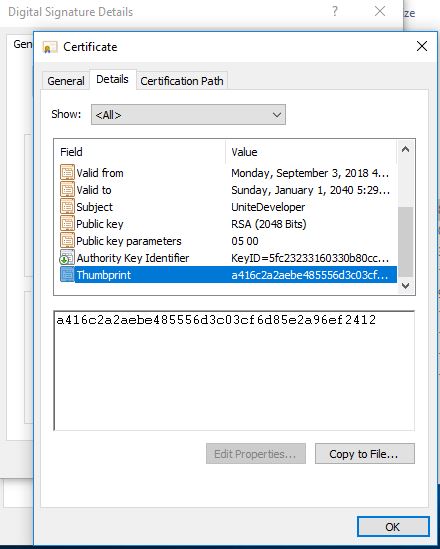 Digital Signature Details
?
ze
Gen
Certificate
General
Details
Certification Path
Show:
<All>
Field
Value
Valid from
Monday, September 3, 2018 4...
Valid to
Sunday, January 1, 2040 5:29...
Subject
UniteDeveloper
Public key
RSA (2048 Bits)
Public key parameters
05 00
Authority Key Identifier
KeyID=5fc23233160330b80cc...
Thumbprint
a416c2a2aebe485556d3c03cf...
a416c2a2aebe485556d3c03cf6d85e2a96ef2412
Edit Properties...
Copy to File...
OK